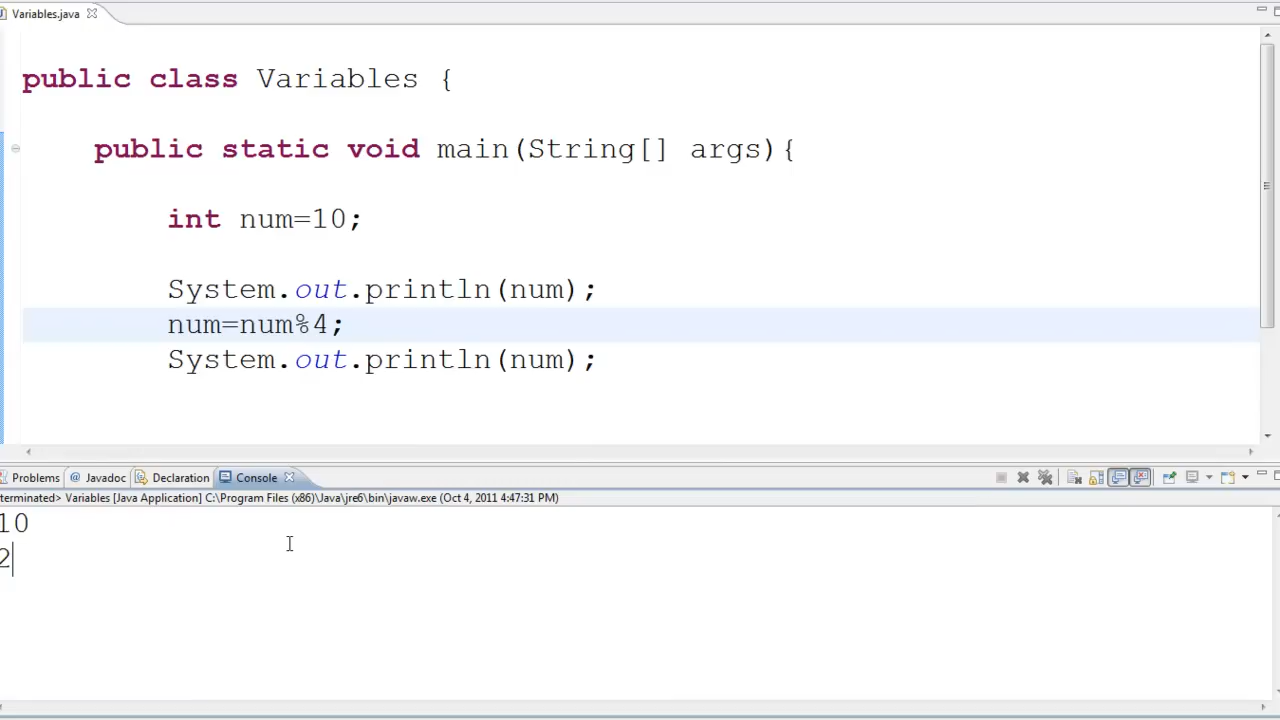 Variables.java
public class Variables {
public static void main(String[] args){
int num=10;
System.out.println(num);
num=num%4;
System.out.println(num);
Problems @ Javadoc Declaration Console
terminated> Variables [Java Application] C:\Program Files (x86)\Java\jre6\bin\javaw.exe (Oct 4, 2011 4:47:31 PM)
10
2